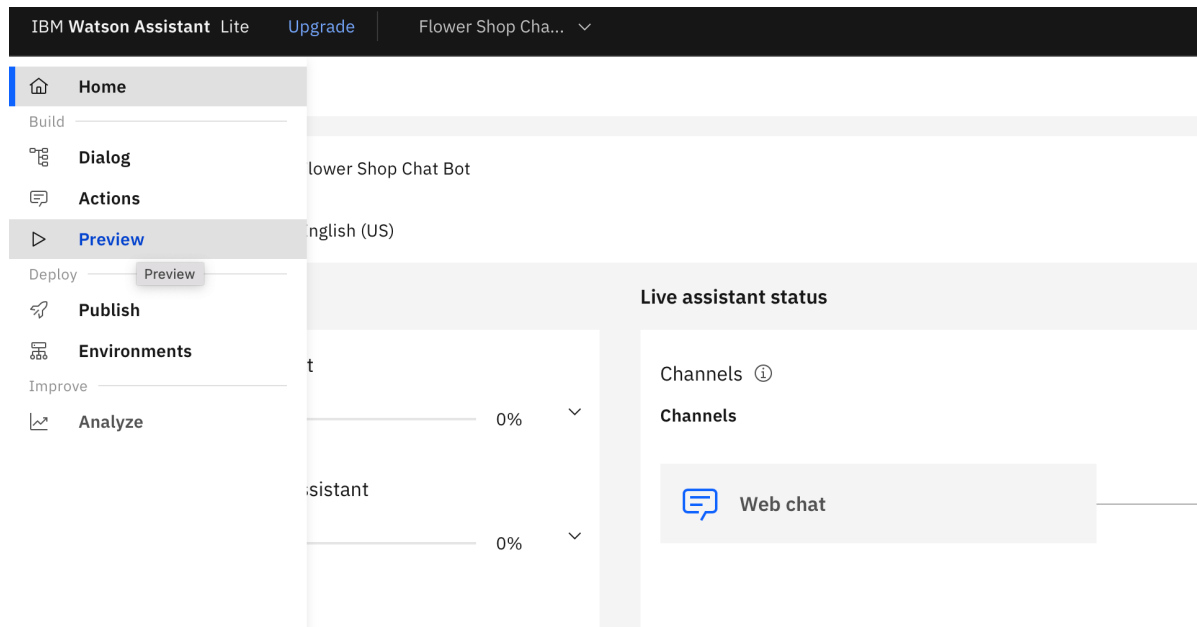 IBM Watson Assistant Lite Upgrade Flower Shop Cha...
Home
Build
Dialog
Actions
Preview
Deploy
Preview
Publish
Environments
Improve
Analyze
lower Shop Chat Bot
nglish (US)
t
0%
sistant
0%
Live assistant status
Channels
Channels
Web chat